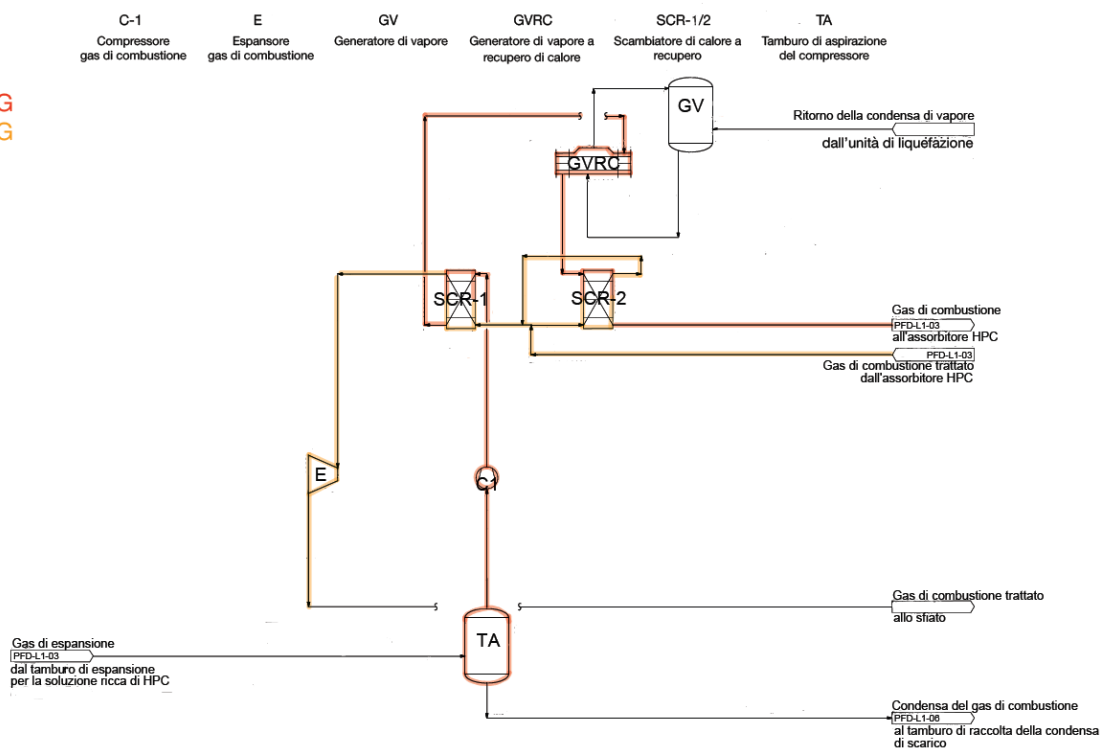 C-1
Compressore
gas di combustione
E
Espansore
gas di combustione
GV
Generatore di vapore
GVRC
Generatore di vapore a
recupero di calore
SCR-1/2
Scambiatore di calore a
recupero
TA
Tamburo di aspirazione
del compressore
G
G
GV
Ritorno della condensa di vapore
dall'unità di liquefazione
GVRC
SCR-1
SCR-2
Gas di combustione
PFD-L1-03
all'assorbitore HPC
PFD-L1-03
Gas di combustione trattato
dall'assorbitore HPC
E
C1
Gas di combustione trattato
allo sfiato
TA
Gas di espansione
PFD-L1-03
dal tamburo di espansione
per la soluzione ricca di HPC
Condensa del gas di combustione
PFD-L1-06
al tamburo di raccolta della condensa
di scarico